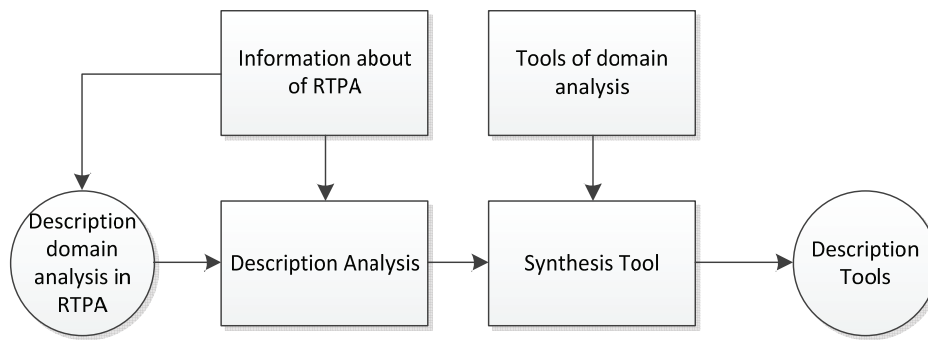 Information about
of RTPA
Tools of domain
analysis
Description
domain
analysis in
RTPA
Description Analysis
Synthesis Tool
Description
Tools